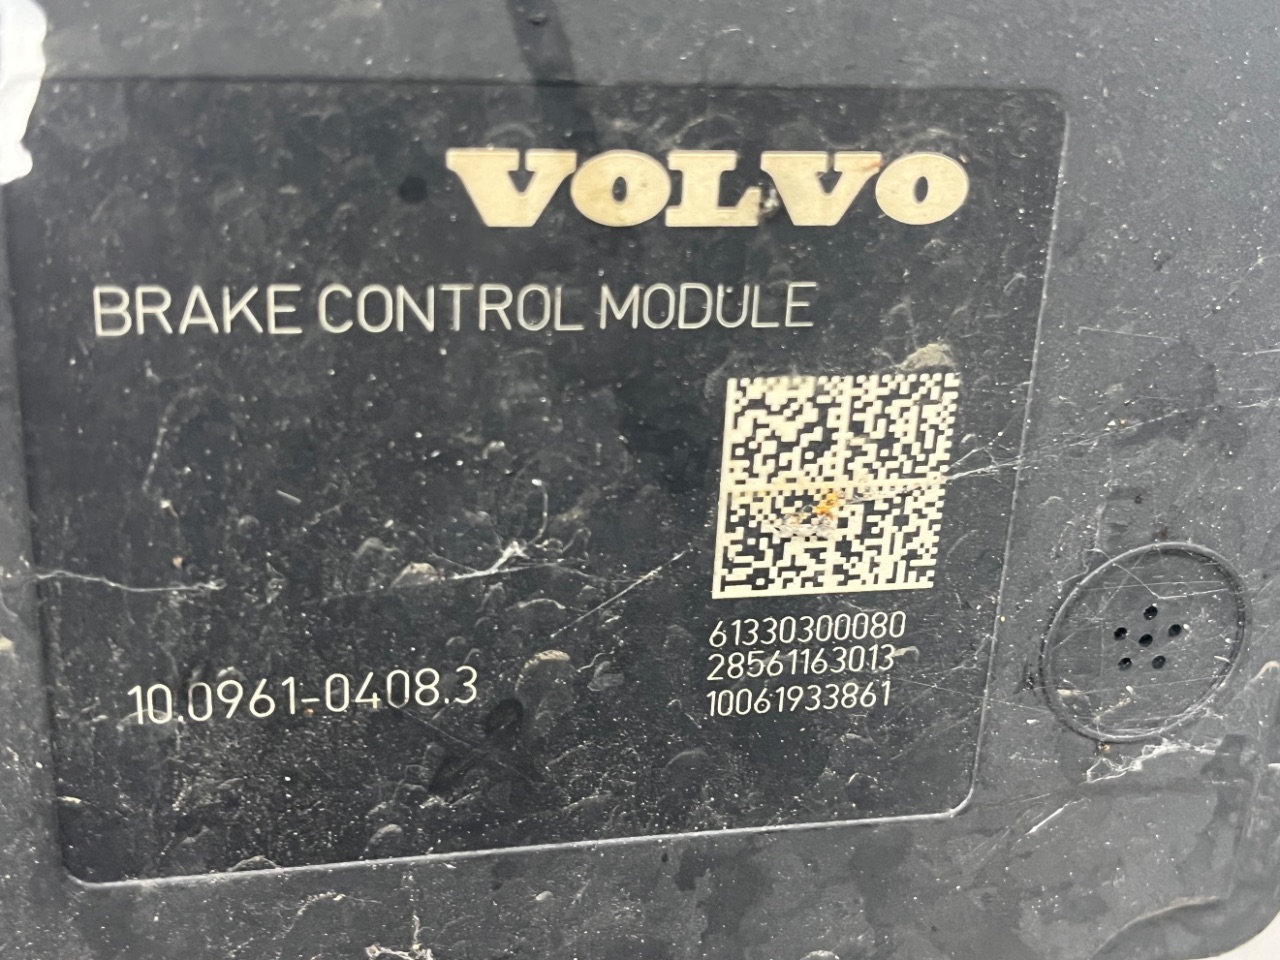 VOLVO
BRAKE CONTROL MODULE
61330300080
28561163013
10061933861
10.0961-0408.3